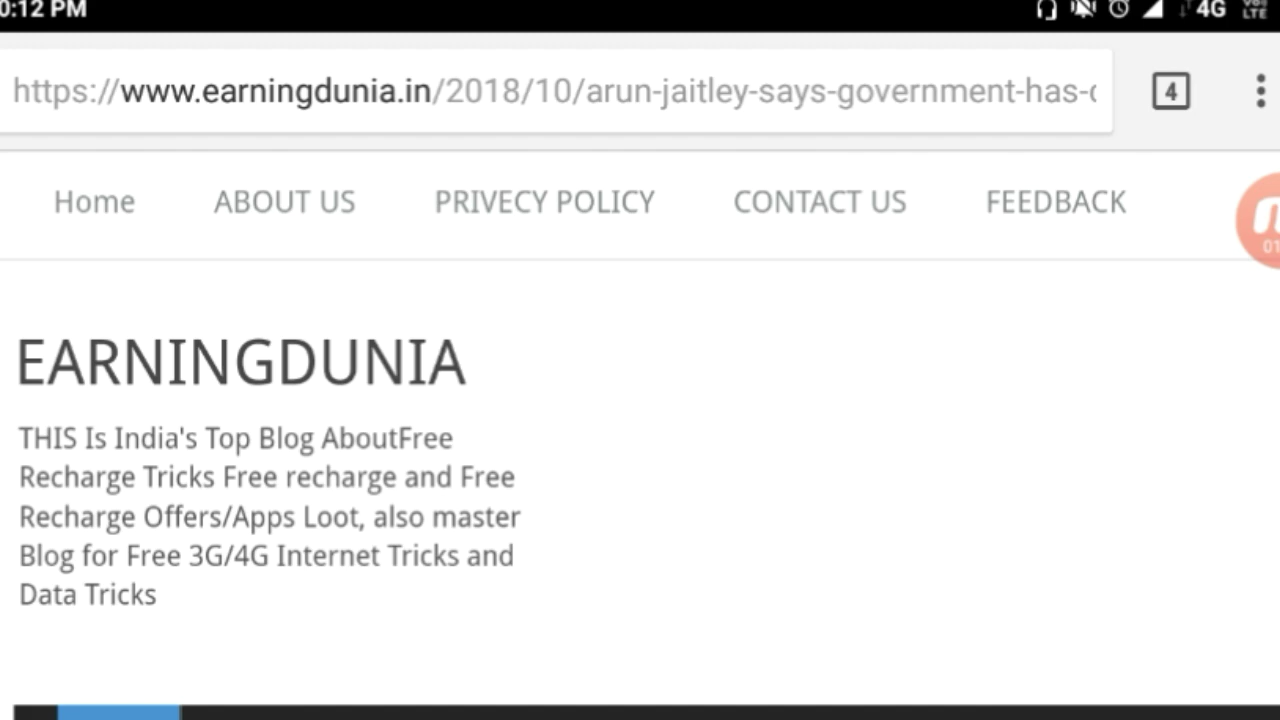 0:12 PM 4G VoLTE
https://www.earningdunia.in/2018/10/arun-jaitley-says-government-has- 4
Home ABOUT US PRIVECY POLICY CONTACT US FEEDBACK
01
EARNINGDUNIA
THIS Is India's Top Blog AboutFree
Recharge Tricks Free recharge and Free
Recharge Offers/Apps Loot, also master
Blog for Free 3G/4G Internet Tricks and
Data Tricks